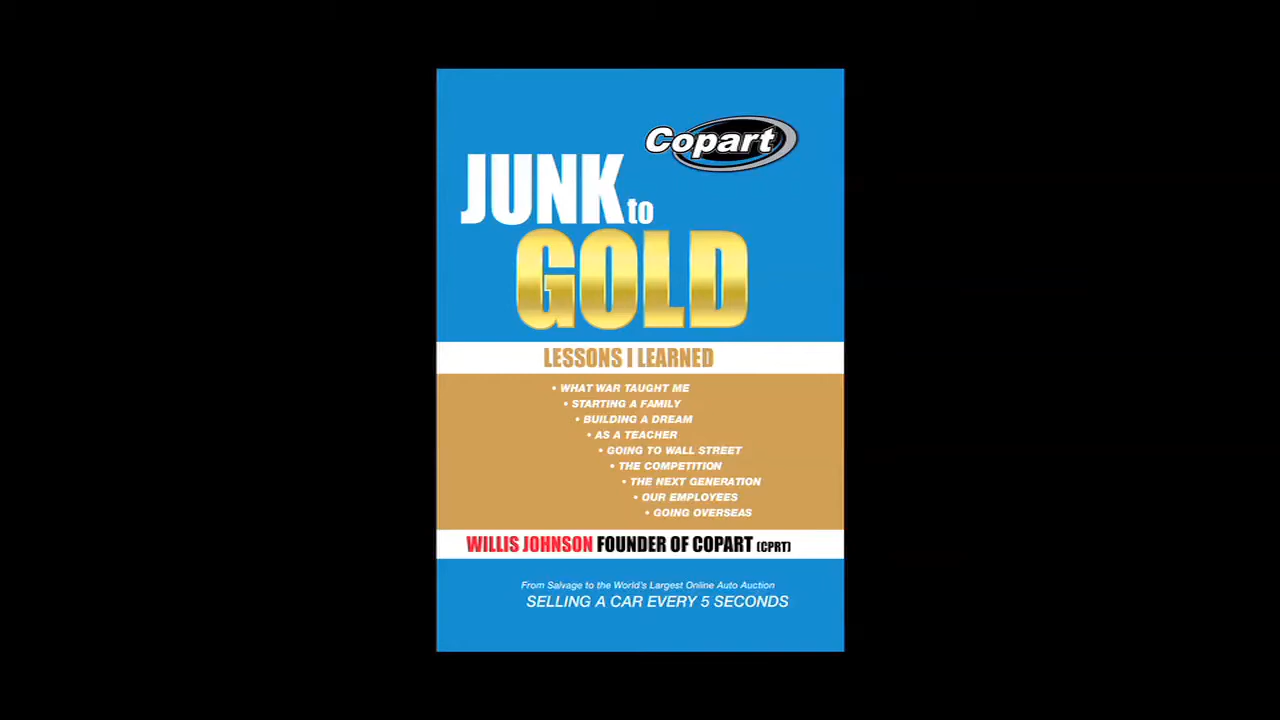 Copart
JUNK to
GOLD
LESSONS I LEARNED
• WHAT WAR TAUGHT ME
• STARTING A FAMILY
• BUILDING A DREAM
• AS A TEACHER
• GOING TO WALL STREET
• THE COMPETITION
• THE NEXT GENERATION
• OUR EMPLOYEES
• GOING OVERSEAS
WILLIS JOHNSON FOUNDER OF COPART (CPRT)
From Salvage to the World's Largest Online Auto Auction
SELLING A CAR EVERY 5 SECONDS